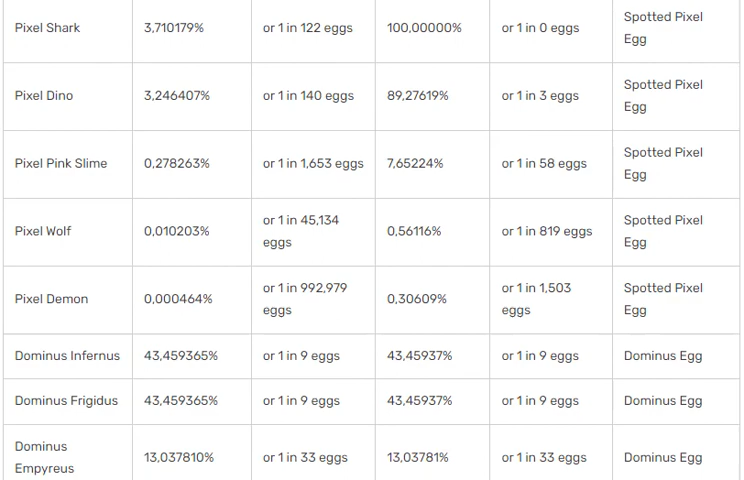 Pixel Shark 3,710179% or 1 in 122 eggs 100,00000% or 1 in 0 eggs Spotted Pixel
Egg
Pixel Dino 3,246407% or 1 in 140 eggs 89,27619% or 1 in 3 eggs Spotted Pixel
Egg
Pixel Pink Slime 0,278263% or 1 in 1,653 eggs 7,65224% or 1 in 58 eggs Spotted Pixel
Egg
Pixel Wolf 0,010203% or 1 in 45,134
eggs 0,56116% or 1 in 819 eggs Spotted Pixel
Egg
Pixel Demon 0,000464% or 1 in 992,979
eggs 0,30609% or 1 in 1,503
eggs Spotted Pixel
Egg
Dominus Infernus 43,459365% or 1 in 9 eggs 43,45937% or 1 in 9 eggs Dominus Egg
Dominus Frigidus 43,459365% or 1 in 9 eggs 43,45937% or 1 in 9 eggs Dominus Egg
Dominus
Empyreus 13,037810% or 1 in 33 eggs 13,03781% or 1 in 33 eggs Dominus Egg